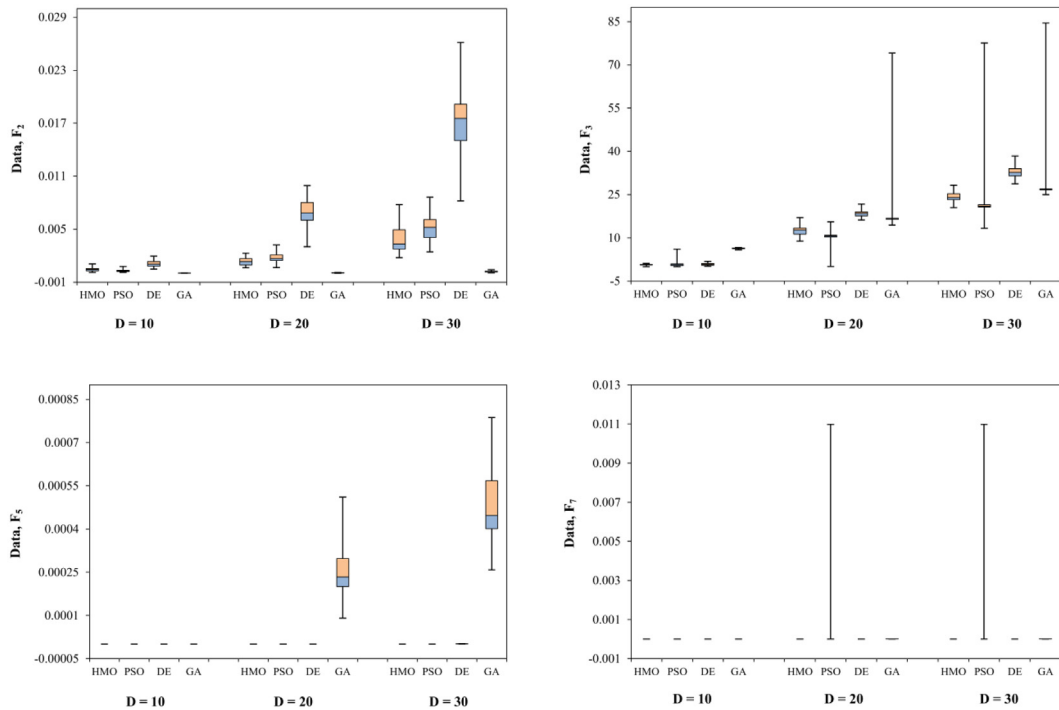 0.029
0.023
0.017
0.011
0.005
-0.001
Data, F2
HMO PSO DE GA HMO PSO DE GA HMO PSO DE GA
D = 10 D = 20 D = 30
85
70
55
40
25
10
-5
Data, F3
HMO PSO DE GA HMO PSO DE GA HMO PSO DE GA
D = 10 D = 20 D = 30
0.00085
0.0007
0.00055
0.0004
0.00025
0.0001
-0.00005
Data, F5
HMO PSO DE GA HMO PSO DE GA HMO PSO DE GA
D = 10 D = 20 D = 30
0.013
0.011
0.009
0.007
0.005
0.003
0.001
-0.001
Data, F7
HMO PSO DE GA HMO PSO DE GA HMO PSO DE GA
D = 10 D = 20 D = 30